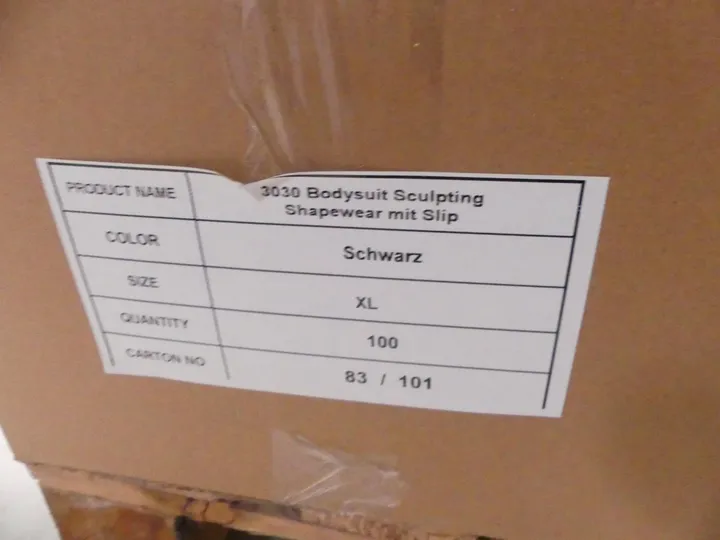 PRODUCT NAME 3030 Bodysuit Sculpting
Shapewear mit Slip
COLOR Schwarz
SIZE XL
QUANTITY 100
CARTON NO 83 / 101